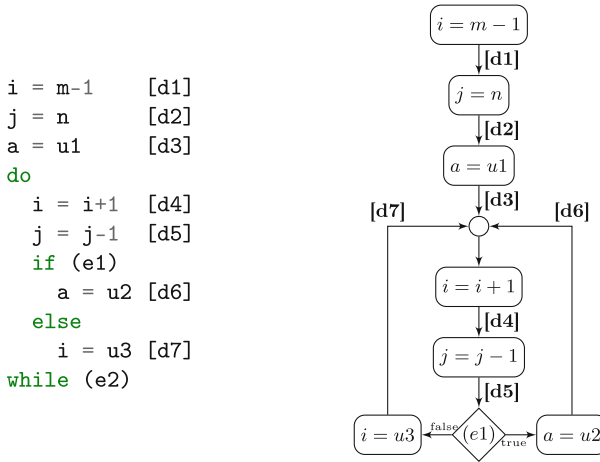 i = m-1 [d1]
j = n [d2]
a = u1 [d3]
do
i = i+1 [d4]
j = j-1 [d5]
if (e1)
a = u2 [d6]
else
i = u3 [d7]
while (e2)
i = m − 1
[d1]
j = n
[d2]
a = u1
[d3]
[d7]
[d6]
i = i + 1
[d4]
j = j − 1
[d5]
i = u3
false
(e1)
true
a = u2